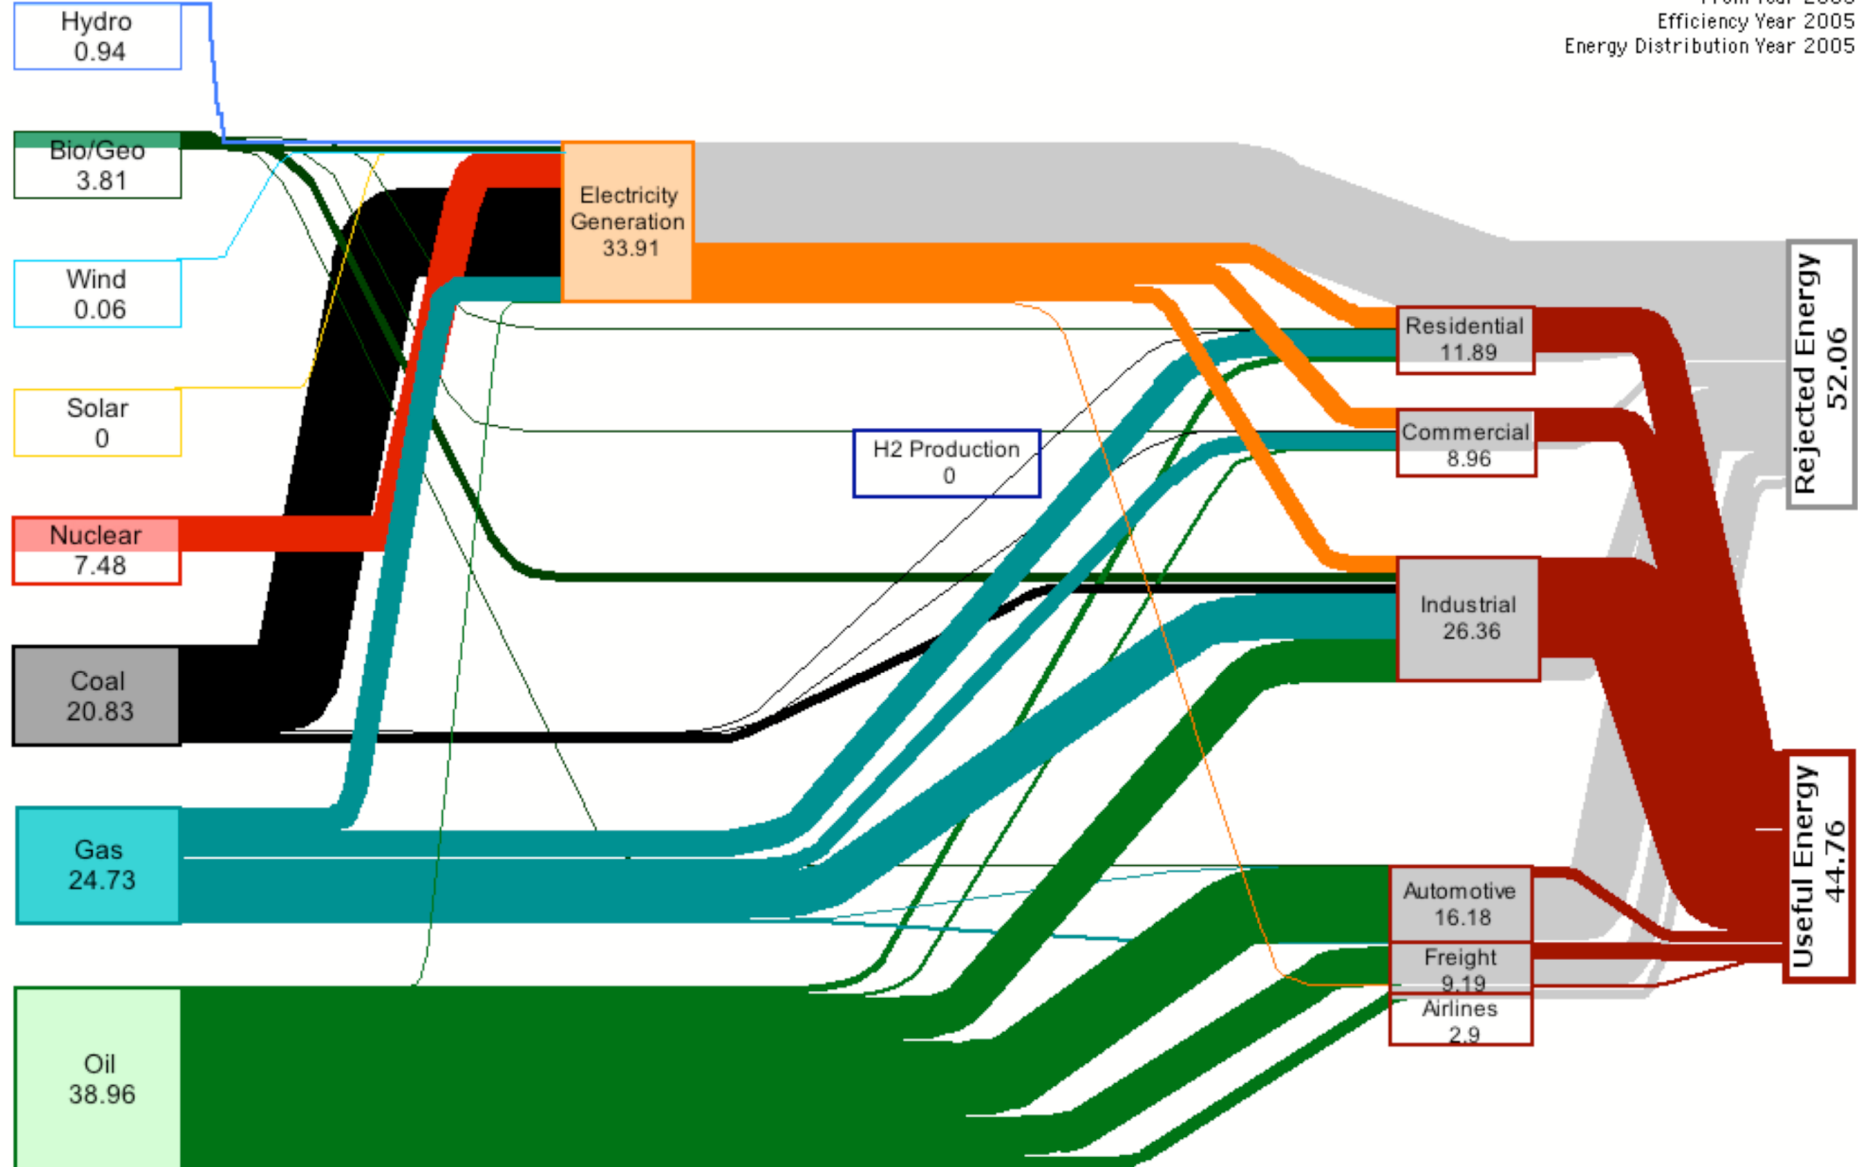 Hydro
0.94
Efficiency Year 2005
Energy Distribution Year 2005
Bio/Geo
3.81
Electricity
Generation
33.91
Wind
0.06
Solar
0
Nuclear
7.48
Coal
20.83
Gas
24.73
Oil
38.96
H2 Production
0
Residential
11.89
Commercial
8.96
Industrial
26.36
Automotive
16.18
Freight
9.19
Airlines
2.9
Rejected Energy
52.06
Useful Energy
44.76